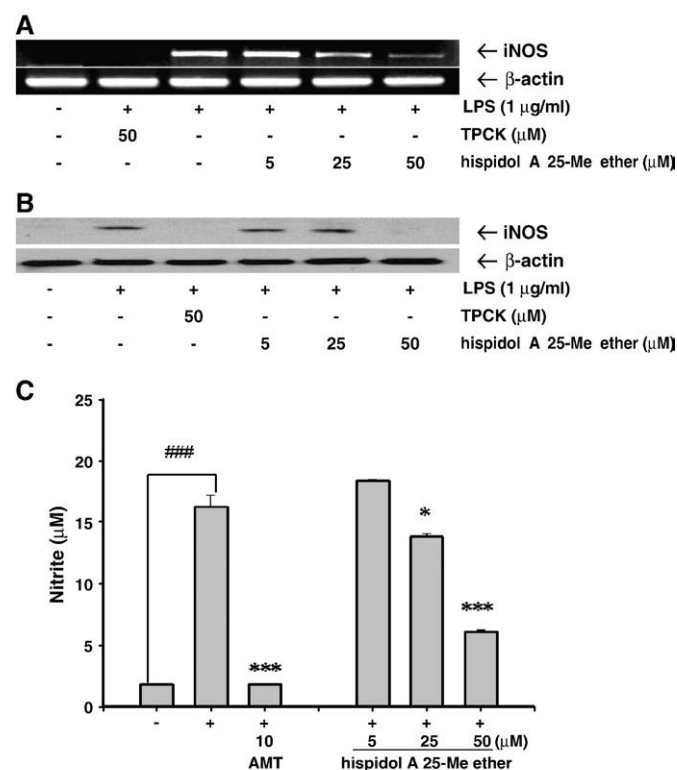 A
← iNOS
← β-actin
- + + + + + LPS (1 μg/ml)
- 50 - - - - TPCK (μM)
- - - 5 25 50 hispidol A 25-Me ether (μM)
B
← iNOS
← β-actin
- + + + + + LPS (1 μg/ml)
- - 50 - - - TPCK (μM)
- - - 5 25 50 hispidol A 25-Me ether (μM)
C
25
20
15
10
5
0
Nitrite (μM)
###
***
*
***
- + + + + +
10 5 25 50 (μM)
AMT hispidol A 25-Me ether